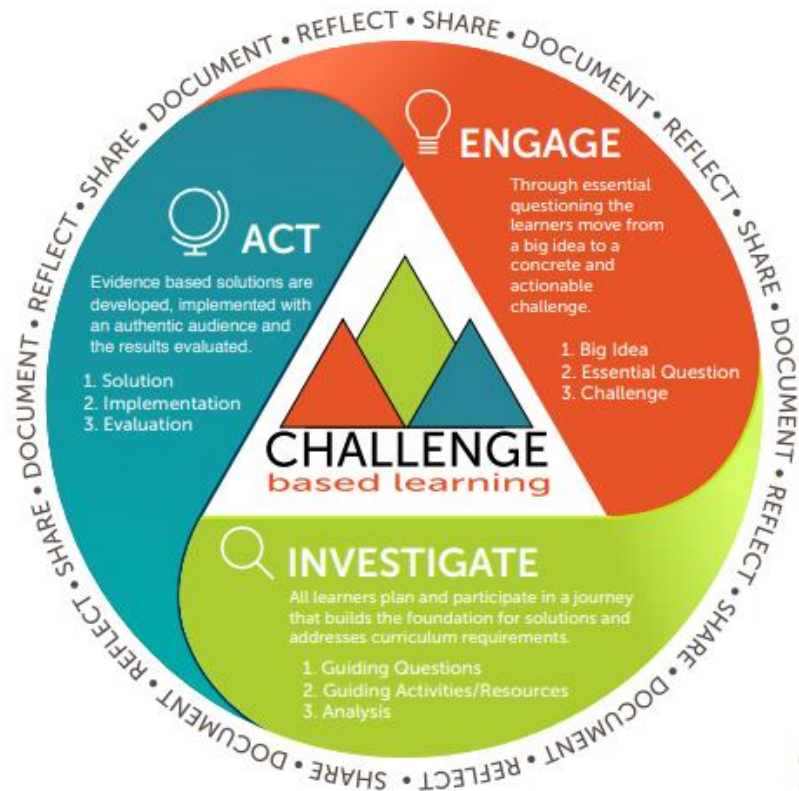 DOCUMENT • REFLECT • SHARE • DOCUMENT • REFLECT • SHARE • DOCUMENT • REFLECT • SHARE • DOCUMENT • REFLECT • SHARE • DOCUMENT • REFLECT • SHARE • DOCUMENT • REFLECT • SHARE •
ENGAGE
Through essential
questioning the
learners move from
a big idea to a
concrete and
actionable
challenge.
1. Big Idea
2. Essential Question
3. Challenge
ACT
Evidence based solutions are
developed, implemented with
an authentic audience and
the results evaluated.
1. Solution
2. Implementation
3. Evaluation
CHALLENGE
based learning
INVESTIGATE
All learners plan and participate in a journey
that builds the foundation for solutions and
addresses curriculum requirements.
1. Guiding Questions
2. Guiding Activities/Resources
3. Analysis